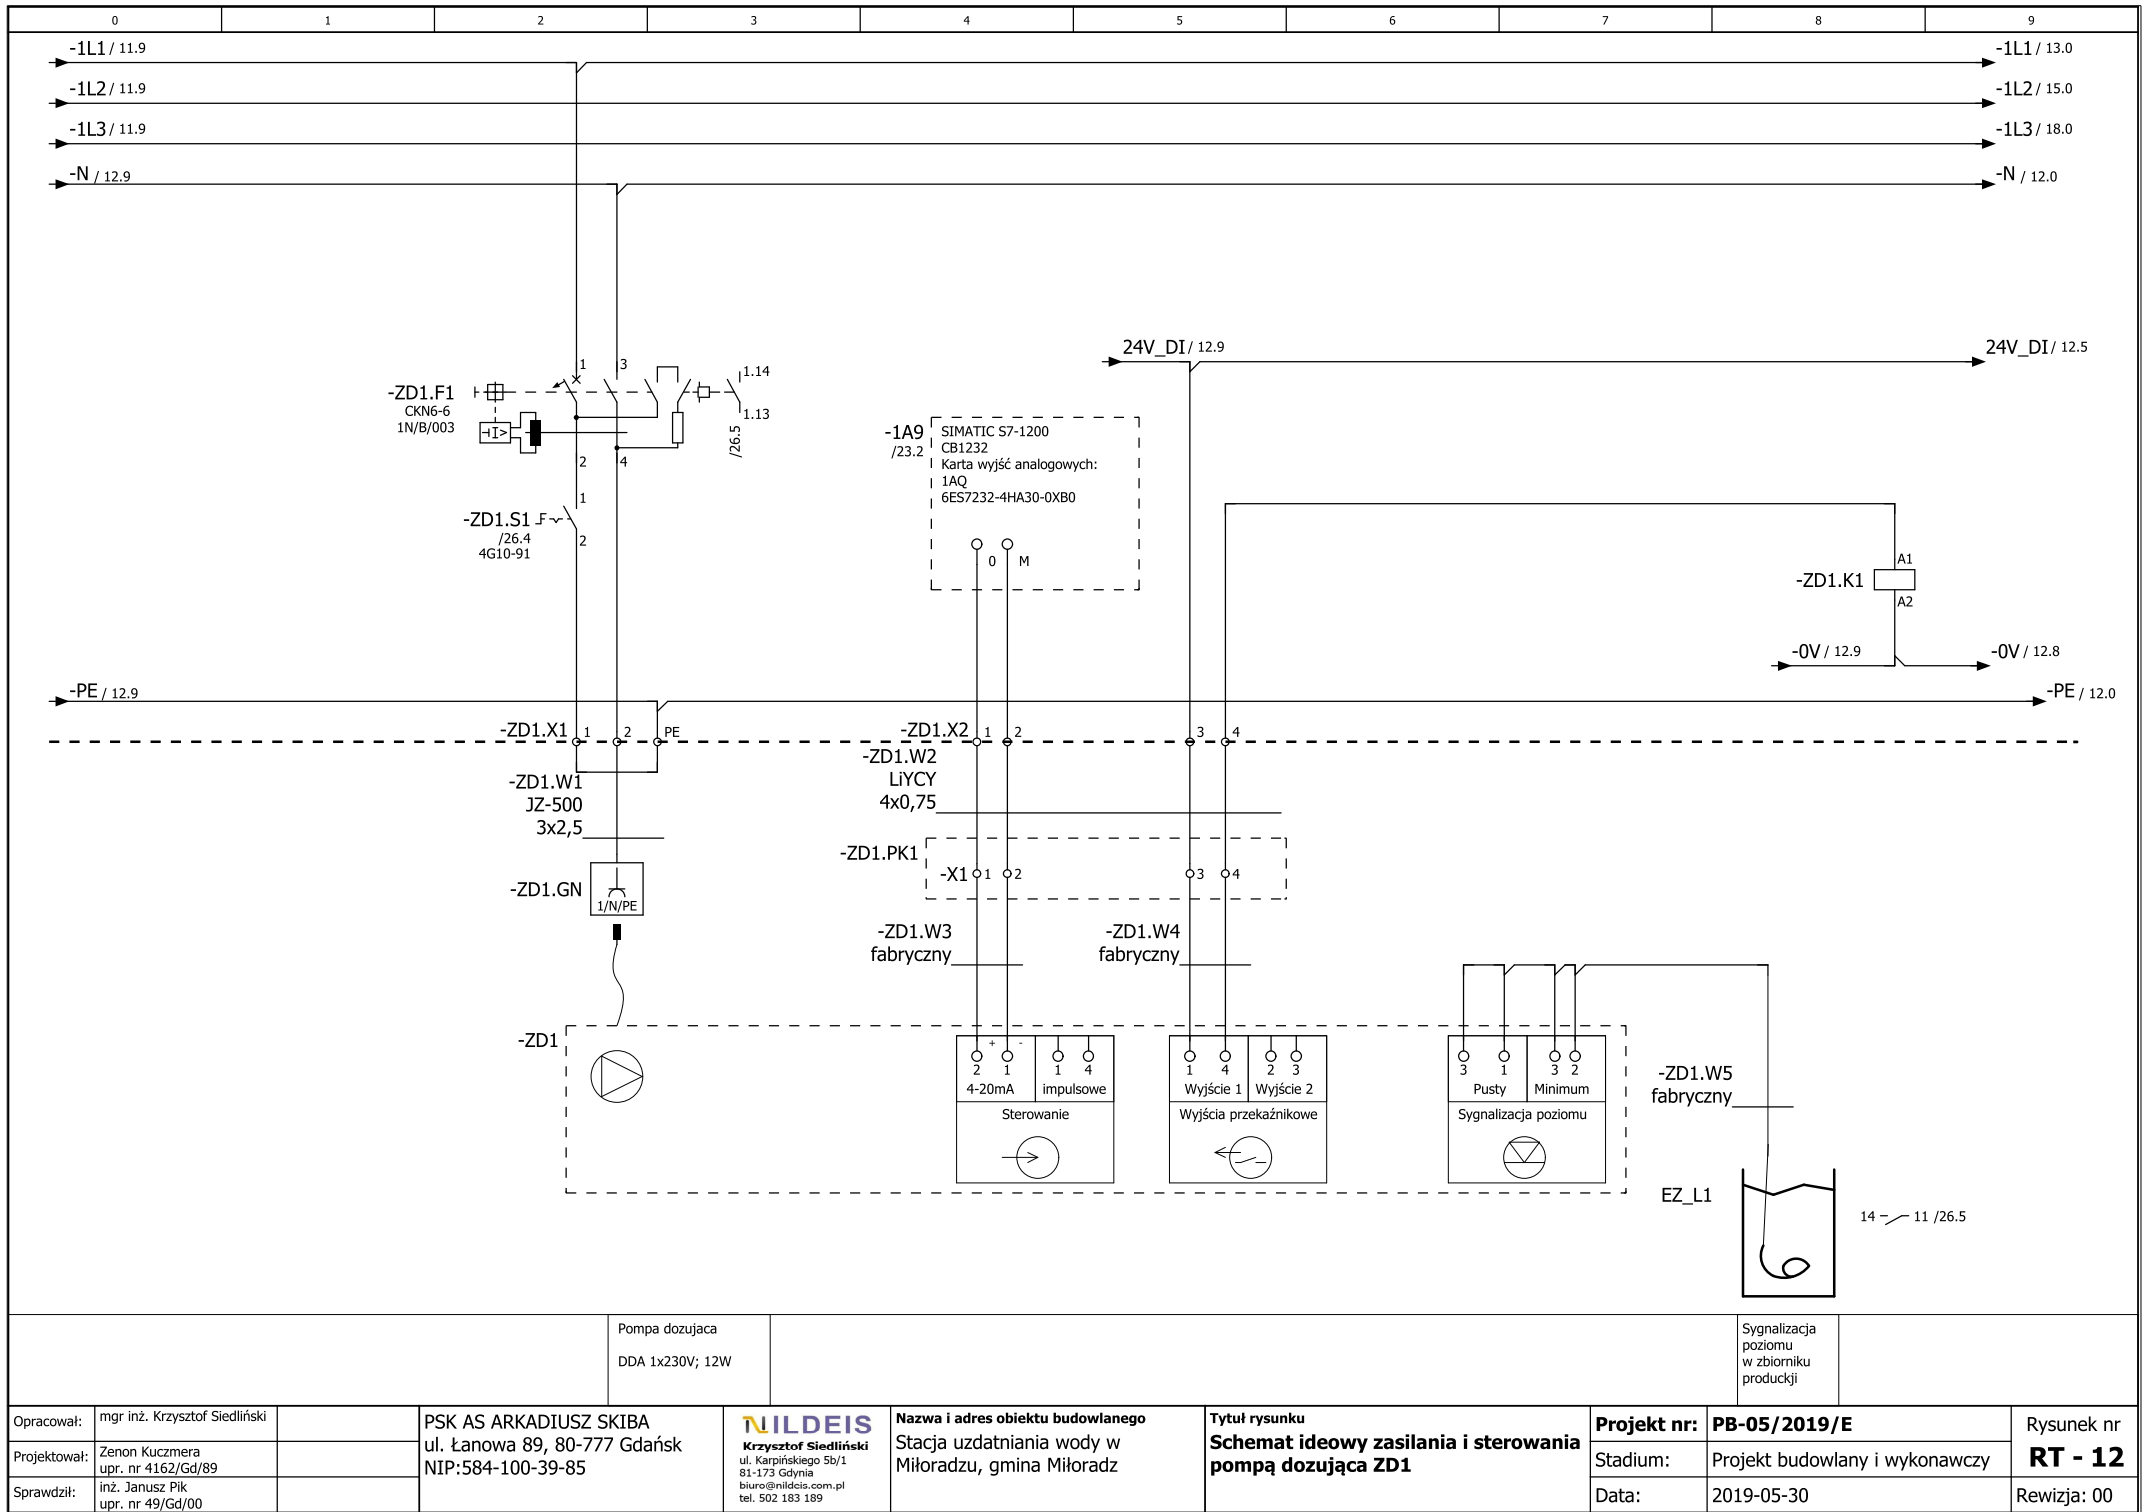 0 1 2 3 4 5 6 7 8 9
-1L1 / 11.9
-1L1 / 13.0
-1L2 / 11.9
-1L2 / 15.0
-1L3 / 11.9
-1L3 / 18.0
-N / 12.9
-N / 12.0
24V_DI / 12.9
24V_DI / 12.5
-ZD1.F1
CKN6-6
1N/B/003
1
3
1.14
1.13
/26.5
I>
2
4
-ZD1.S1
/26.4
4G10-91
1
2
-1A9
/23.2
SIMATIC S7-1200
CB1232
Karta wyjść analogowych:
1AQ
6ES7232-4HA30-0XB0
0 M
-ZD1.K1
A1
A2
-0V / 12.9
-0V / 12.8
-PE / 12.9
-PE / 12.0
-ZD1.X1 1 2 PE
-ZD1.X2 1 2 3 4
-ZD1.W1
JZ-500
3x2,5
-ZD1.W2
LiYCY
4x0,75
-ZD1.PK1
-X1 1 2 3 4
-ZD1.GN
1/N/PE
-ZD1.W3
fabryczny
-ZD1.W4
fabryczny
-ZD1
+ -
2 1 1 4
4-20mA impulsowe
Sterowanie
1 4 2 3
Wyjście 1 Wyjście 2
Wyjścia przekaźnikowe
3 1 3 2
Pusty Minimum
Sygnalizacja poziomu
-ZD1.W5
fabryczny
EZ_L1
14 11 /26.5
Pompa dozujaca
DDA 1x230V; 12W
Sygnalizacja
poziomu
w zbiorniku
produckji
Opracował: mgr inż. Krzysztof Siedliński
Projektował: Zenon Kuczmera
upr. nr 4162/Gd/89
Sprawdził: inż. Janusz Pik
upr. nr 49/Gd/00
PSK AS ARKADIUSZ SKIBA
ul. Łanowa 89, 80-777 Gdańsk
NIP:584-100-39-85
NILDEIS
Krzysztof Siedliński
ul. Karpińskiego 5b/1
81-173 Gdynia
biuro@nildeis.com.pl
tel. 502 183 189
Nazwa i adres obiektu budowlanego
Stacja uzdatniania wody w
Miłoradzu, gmina Miłoradz
Tytuł rysunku
Schemat ideowy zasilania i sterowania
pompą dozująca ZD1
Projekt nr: PB-05/2019/E
Stadium: Projekt budowlany i wykonawczy
Data: 2019-05-30
Rysunek nr
RT - 12
Rewizja: 00